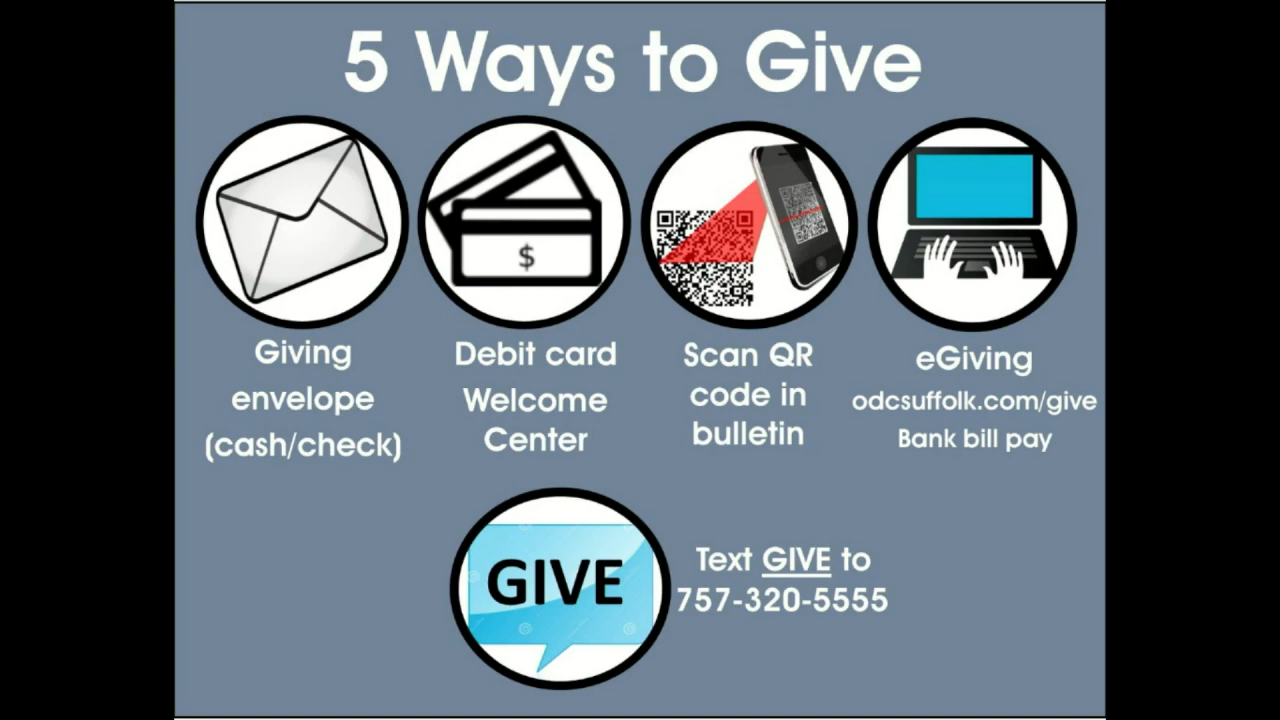 5 Ways to Give
$
Giving
envelope
(cash/check)
Debit card
Welcome
Center
Scan QR
code in
bulletin
eGiving
odcsuffolk.com/give
Bank bill pay
GIVE
Text GIVE to
757-320-5555